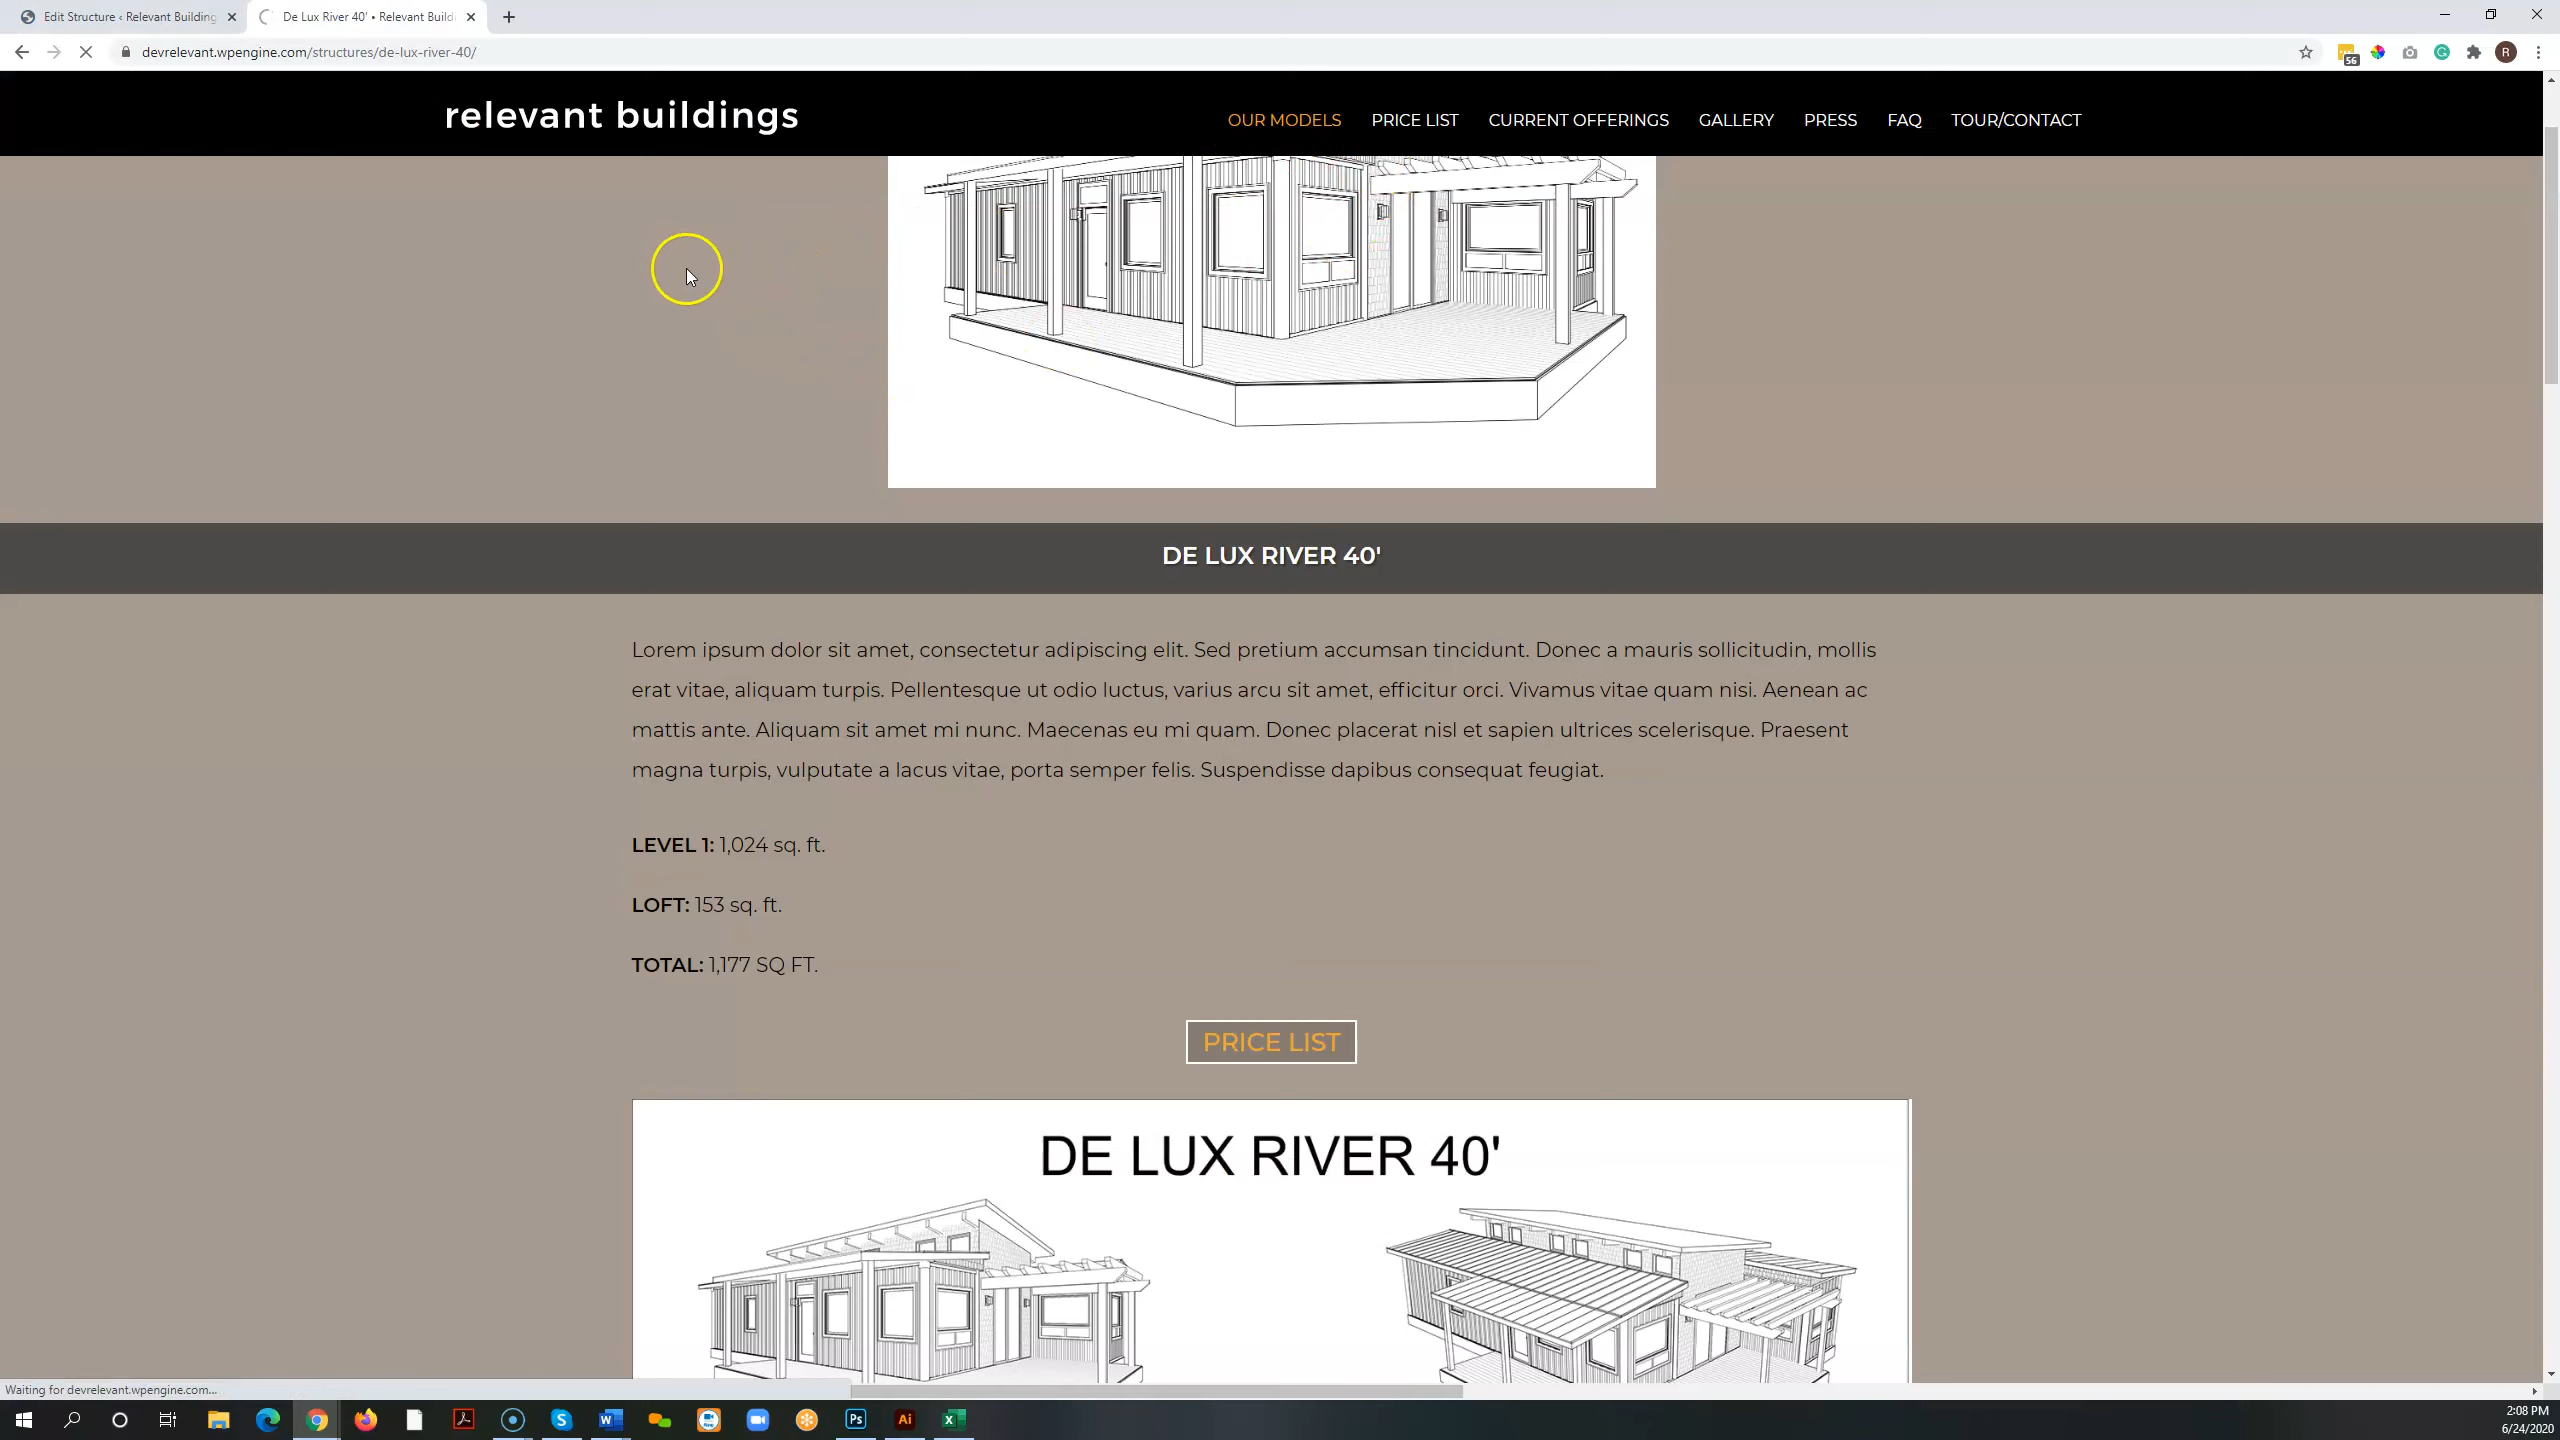 Edit Structure ‹ Relevant Building
De Lux River 40' • Relevant Build
devrelevant.wpengine.com/structures/de-lux-river-40/
56
R
relevant buildings
OUR MODELS
PRICE LIST
CURRENT OFFERINGS
GALLERY
PRESS
FAQ
TOUR/CONTACT
DE LUX RIVER 40'
Lorem ipsum dolor sit amet, consectetur adipiscing elit. Sed pretium accumsan tincidunt. Donec a mauris sollicitudin, mollis
erat vitae, aliquam turpis. Pellentesque ut odio luctus, varius arcu sit amet, efficitur orci. Vivamus vitae quam nisi. Aenean ac
mattis ante. Aliquam sit amet mi nunc. Maecenas eu mi quam. Donec placerat nisl et sapien ultrices scelerisque. Praesent
magna turpis, vulputate a lacus vitae, porta semper felis. Suspendisse dapibus consequat feugiat.
LEVEL 1: 1,024 sq. ft.
LOFT: 153 sq. ft.
TOTAL: 1,177 SQ FT.
PRICE LIST
DE LUX RIVER 40'
Waiting for devrelevant.wpengine.com...
Ps
Ai
2:08 PM
6/24/2020